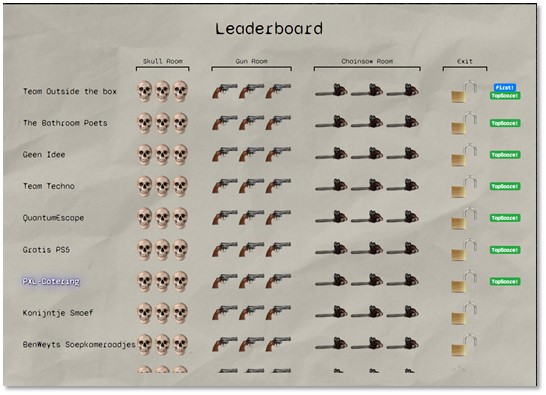 Leaderboard
Skull Room Gun Room Chainsaw Room Exit
Team Outside the box First!
TopScore!
The Bathroom Poets TopScore!
Geen Idee TopScore!
Team Techno TopScore!
QuantumEscape TopScore!
Gratis PS5 TopScore!
PXL-Catering TopScore!
Konijntje Smoef
BenWeyts Soepkameraadjes